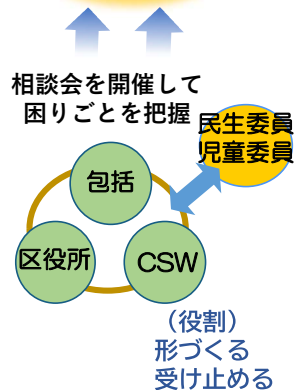 相談会を開催して
困りごとを把握
民生委員
児童委員
包括
区役所
CSW
（役割）
形づくる
受け止める